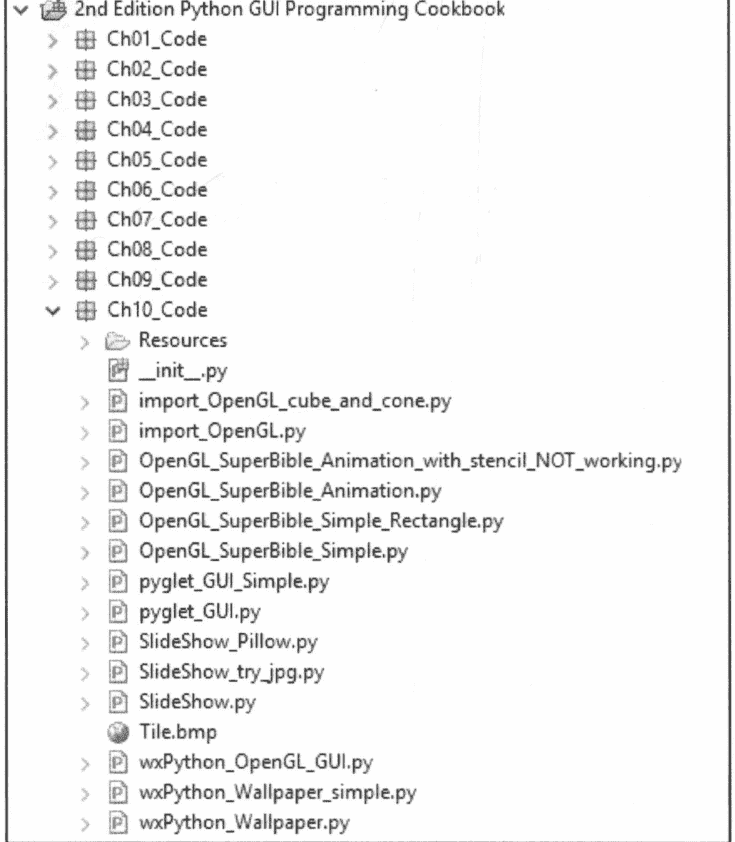 2nd Edition Python GUI Programming Cookbook
Ch01_Code
Ch02_Code
Ch03_Code
Ch04_Code
Ch05_Code
Ch06_Code
Ch07_Code
Ch08_Code
Ch09_Code
Ch10_Code
Resources
__init__.py
import_OpenGL_cube_and_cone.py
import_OpenGL.py
OpenGL_SuperBible_Animation_with_stencil_NOT_working.py
OpenGL_SuperBible_Animation.py
OpenGL_SuperBible_Simple_Rectangle.py
OpenGL_SuperBible_Simple.py
pyglet_GUI_Simple.py
pyglet_GUI.py
SlideShow_Pillow.py
SlideShow_try_jpg.py
SlideShow.py
Tile.bmp
wxPython_OpenGL_GUI.py
wxPython_Wallpaper_simple.py
wxPython_Wallpaper.py